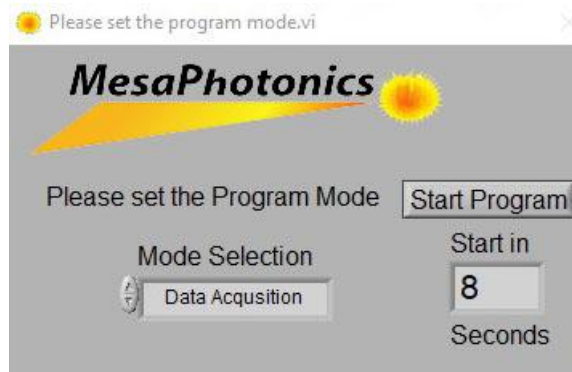 Please set the program mode.vi
MesaPhotonics
Please set the Program Mode
Start Program
Mode Selection
Data Acqusition
Start in
8
Seconds